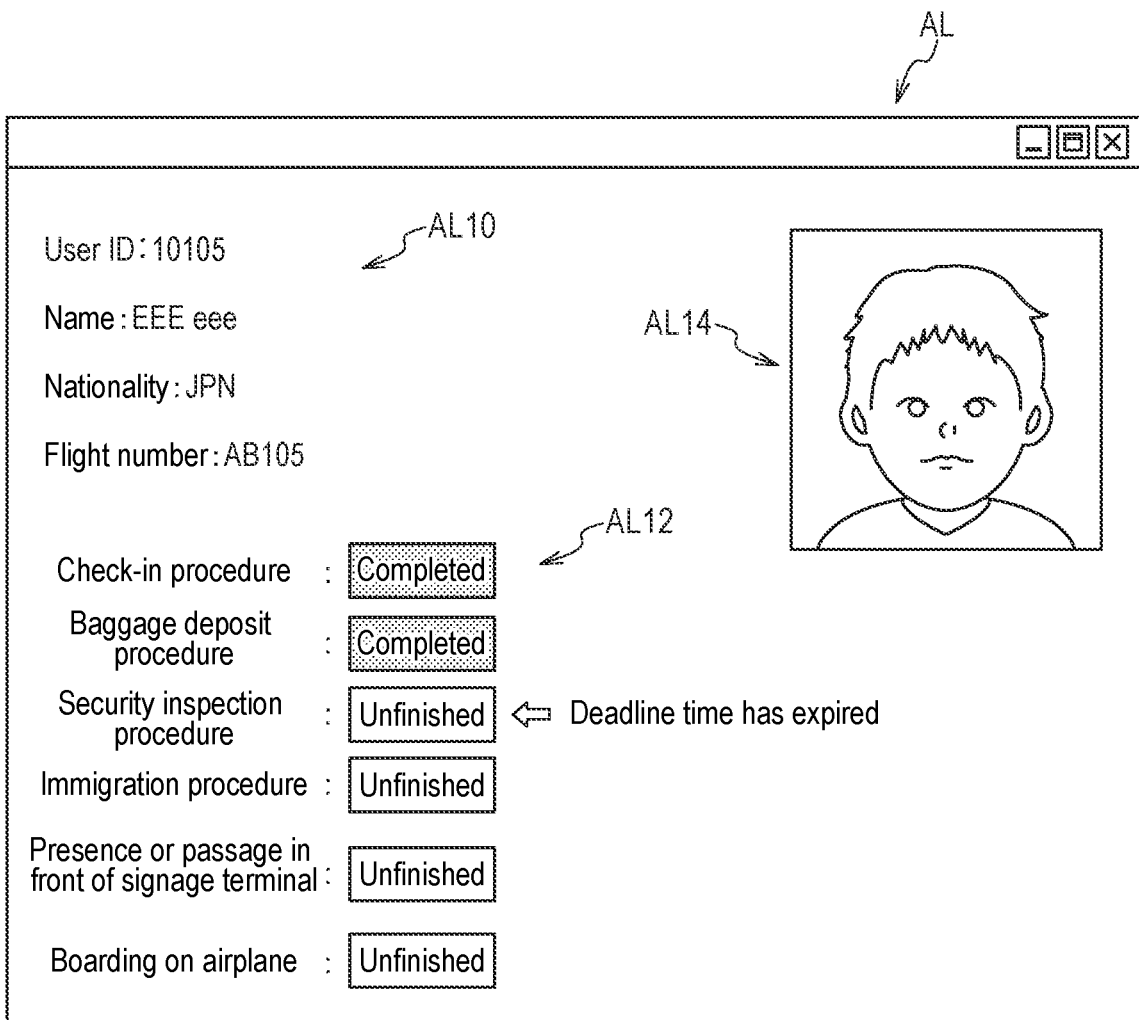 AL
AL10
User ID:10105
Name:EEE eee
AL14
Nationality:JPN
Flight number:AB105
AL12
Check-in procedure : Completed
Baggage deposit
procedure : Completed
Security inspection
procedure : Unfinished ⇦ Deadline time has expired
Immigration procedure : Unfinished
Presence or passage in
front of signage terminal : Unfinished
Boarding on airplane : Unfinished